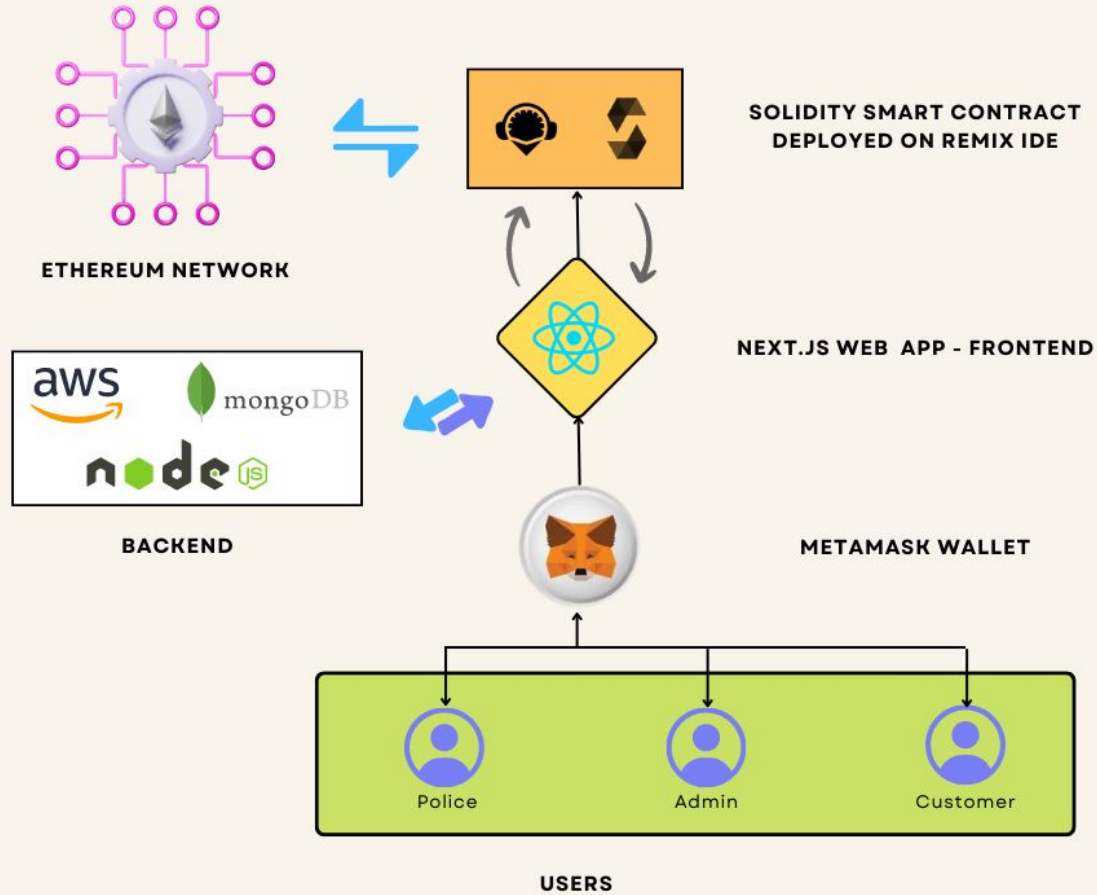 SOLIDITY SMART CONTRACT
DEPLOYED ON REMIX IDE
ETHEREUM NETWORK
NEXT.JS WEB APP - FRONTEND
aws
mongoDB
node
JS
BACKEND
METAMASK WALLET
Police
Admin
Customer
USERS